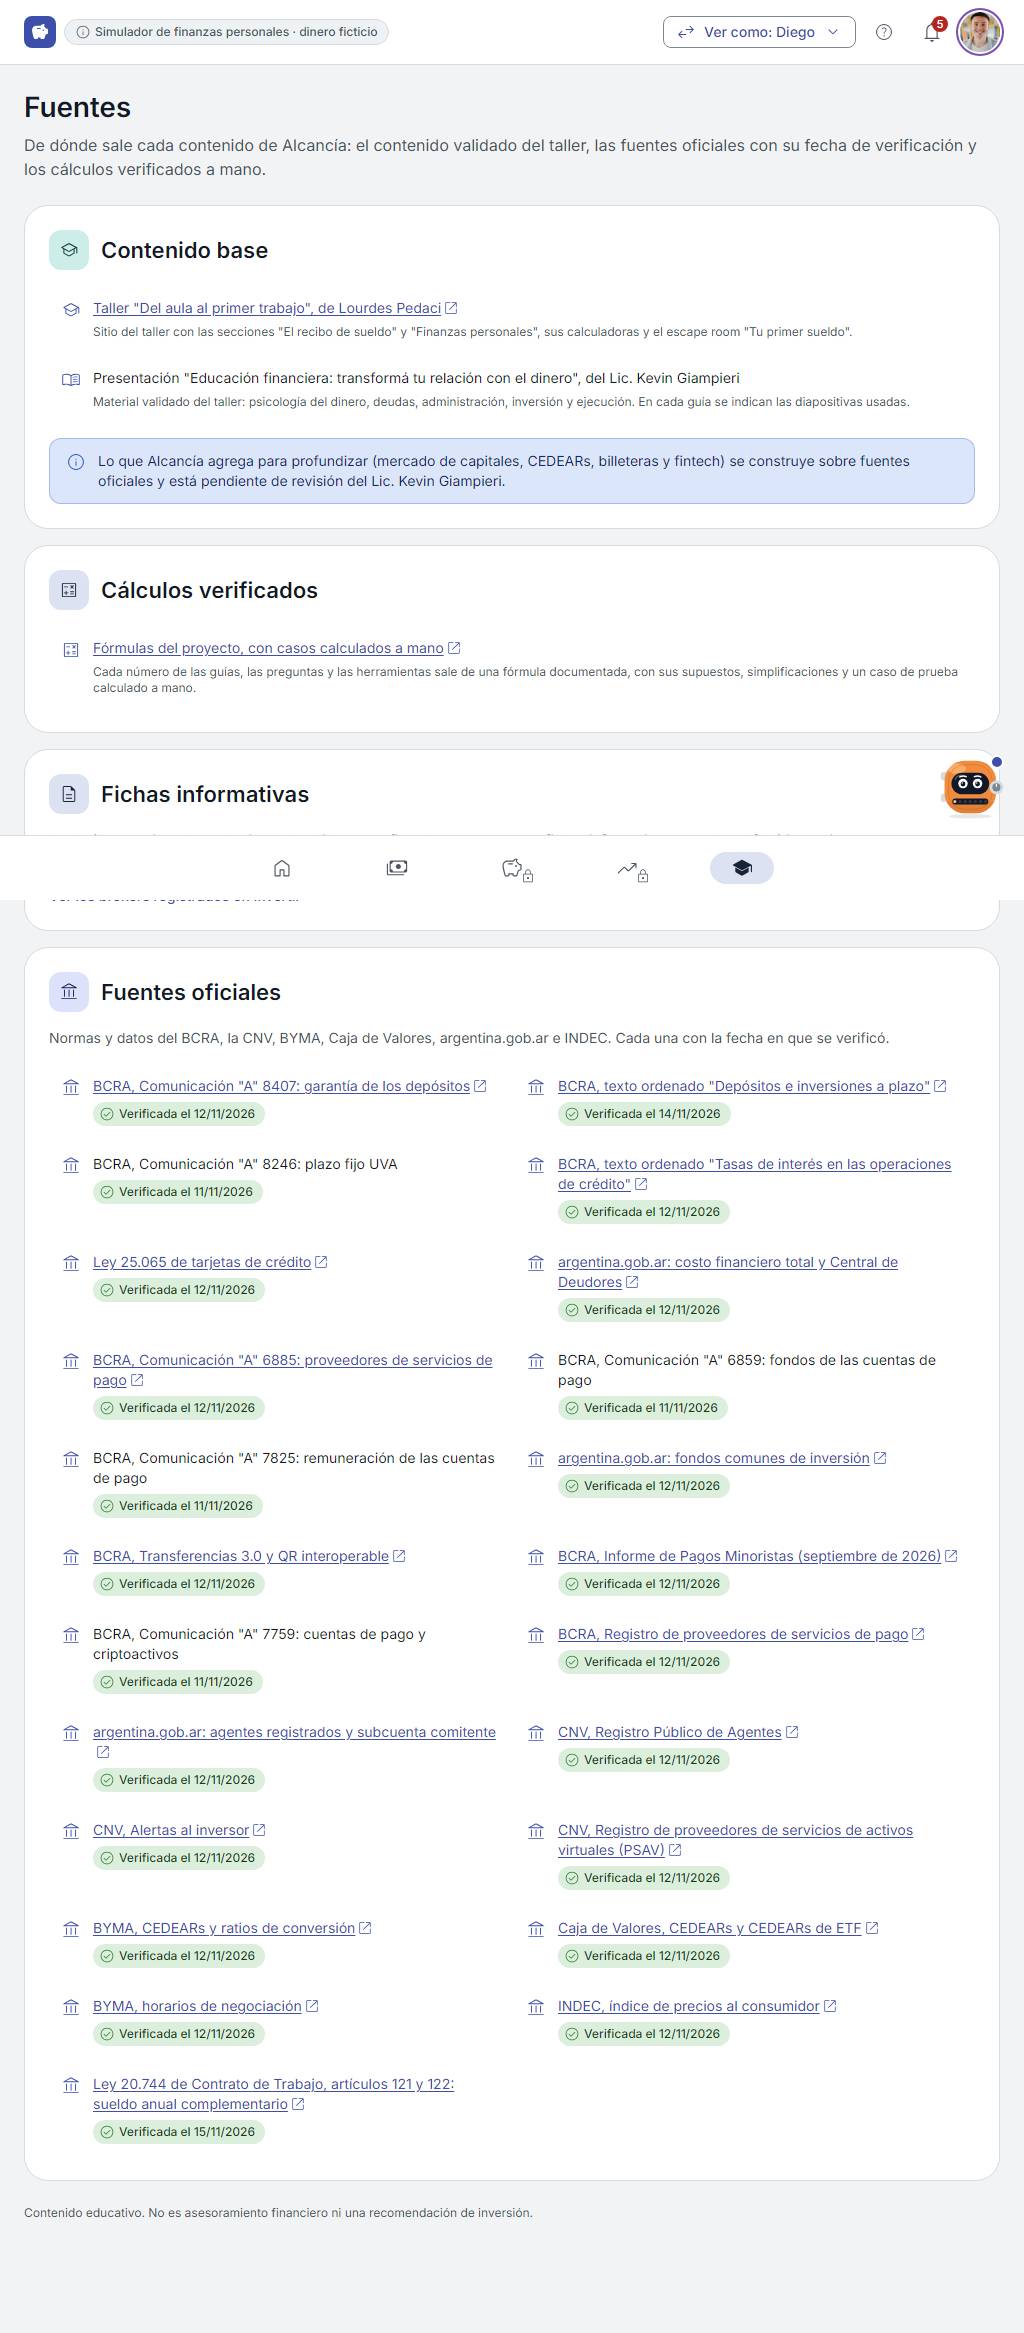 Simulador de finanzas personales · dinero ficticio
Ver como: Diego
5
Fuentes
De dónde sale cada contenido de Alcancía: el contenido validado del taller, las fuentes oficiales con su fecha de verificación y
los cálculos verificados a mano.
Contenido base
Taller "Del aula al primer trabajo", de Lourdes Pedaci
Sitio del taller con las secciones "El recibo de sueldo" y "Finanzas personales", sus calculadoras y el escape room "Tu primer sueldo".
Presentación "Educación financiera: transformá tu relación con el dinero", del Lic. Kevin Giampieri
Material validado del taller: psicología del dinero, deudas, administración, inversión y ejecución. En cada guía se indican las diapositivas usadas.
Lo que Alcancía agrega para profundizar (mercado de capitales, CEDEARs, billeteras y fintech) se construye sobre fuentes
oficiales y está pendiente de revisión del Lic. Kevin Giampieri.
Cálculos verificados
Fórmulas del proyecto, con casos calculados a mano
Cada número de las guías, las preguntas y las herramientas sale de una fórmula documentada, con sus supuestos, simplificaciones y un caso de prueba
calculado a mano.
Fichas informativas
Fuentes oficiales
Normas y datos del BCRA, la CNV, BYMA, Caja de Valores, argentina.gob.ar e INDEC. Cada una con la fecha en que se verificó.
BCRA, Comunicación "A" 8407: garantía de los depósitos
Verificada el 12/11/2026
BCRA, texto ordenado "Depósitos e inversiones a plazo"
Verificada el 14/11/2026
BCRA, Comunicación "A" 8246: plazo fijo UVA
Verificada el 11/11/2026
BCRA, texto ordenado "Tasas de interés en las operaciones
de crédito"
Verificada el 12/11/2026
Ley 25.065 de tarjetas de crédito
Verificada el 12/11/2026
argentina.gob.ar: costo financiero total y Central de
Deudores
Verificada el 12/11/2026
BCRA, Comunicación "A" 6885: proveedores de servicios de
pago
Verificada el 12/11/2026
BCRA, Comunicación "A" 6859: fondos de las cuentas de
pago
Verificada el 11/11/2026
BCRA, Comunicación "A" 7825: remuneración de las cuentas
de pago
Verificada el 11/11/2026
argentina.gob.ar: fondos comunes de inversión
Verificada el 12/11/2026
BCRA, Transferencias 3.0 y QR interoperable
Verificada el 12/11/2026
BCRA, Informe de Pagos Minoristas (septiembre de 2026)
Verificada el 12/11/2026
BCRA, Comunicación "A" 7759: cuentas de pago y
criptoactivos
Verificada el 11/11/2026
BCRA, Registro de proveedores de servicios de pago
Verificada el 12/11/2026
argentina.gob.ar: agentes registrados y subcuenta comitente
Verificada el 12/11/2026
CNV, Registro Público de Agentes
Verificada el 12/11/2026
CNV, Alertas al inversor
Verificada el 12/11/2026
CNV, Registro de proveedores de servicios de activos
virtuales (PSAV)
Verificada el 12/11/2026
BYMA, CEDEARs y ratios de conversión
Verificada el 12/11/2026
Caja de Valores, CEDEARs y CEDEARs de ETF
Verificada el 12/11/2026
BYMA, horarios de negociación
Verificada el 12/11/2026
INDEC, índice de precios al consumidor
Verificada el 12/11/2026
Ley 20.744 de Contrato de Trabajo, artículos 121 y 122:
sueldo anual complementario
Verificada el 15/11/2026
Contenido educativo. No es asesoramiento financiero ni una recomendación de inversión.